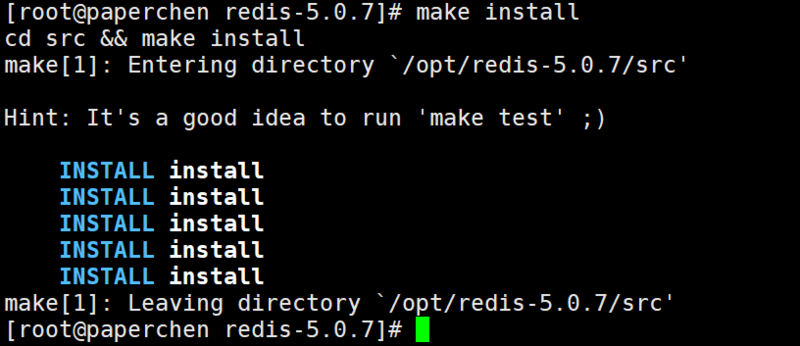 [root@paperchen redis-5.0.7]# make install
cd src && make install
make[1]: Entering directory `/opt/redis-5.0.7/src'
Hint: It's a good idea to run 'make test' ;)
INSTALL install
INSTALL install
INSTALL install
INSTALL install
INSTALL install
make[1]: Leaving directory `/opt/redis-5.0.7/src'
[root@paperchen redis-5.0.7]#